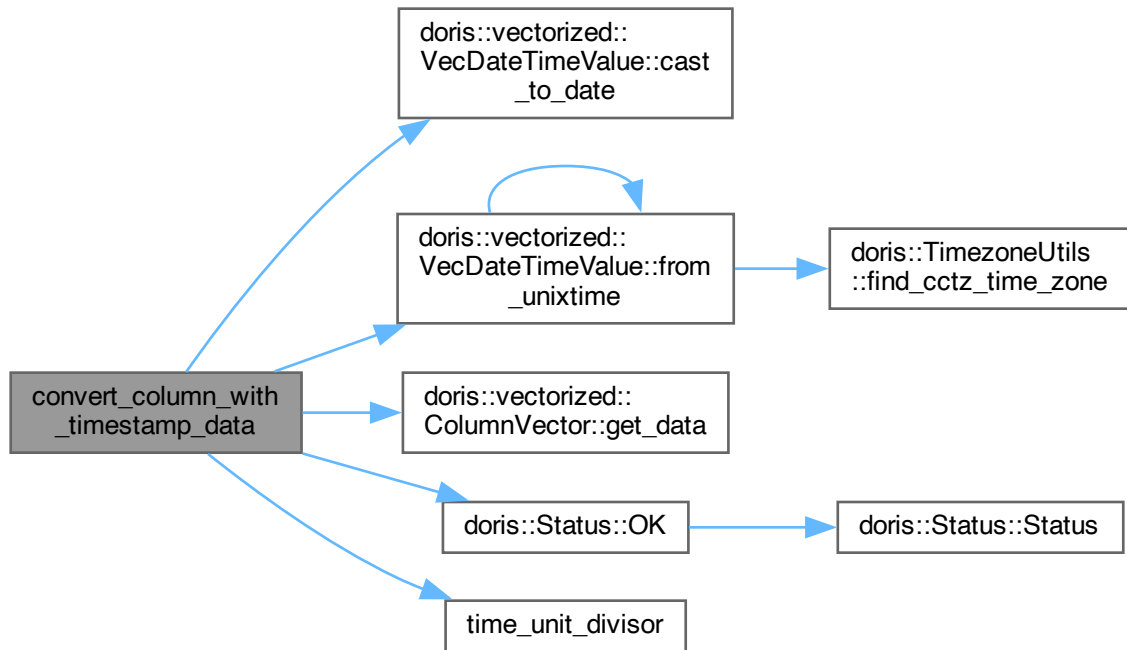 doris::vectorized::
VecDateTimeValue::cast
_to_date
doris::vectorized::
VecDateTimeValue::from
_unixtime
doris::TimezoneUtils
::find_cctz_time_zone
convert_column_with
_timestamp_data
doris::vectorized::
ColumnVector::get_data
doris::Status::OK
doris::Status::Status
time_unit_divisor